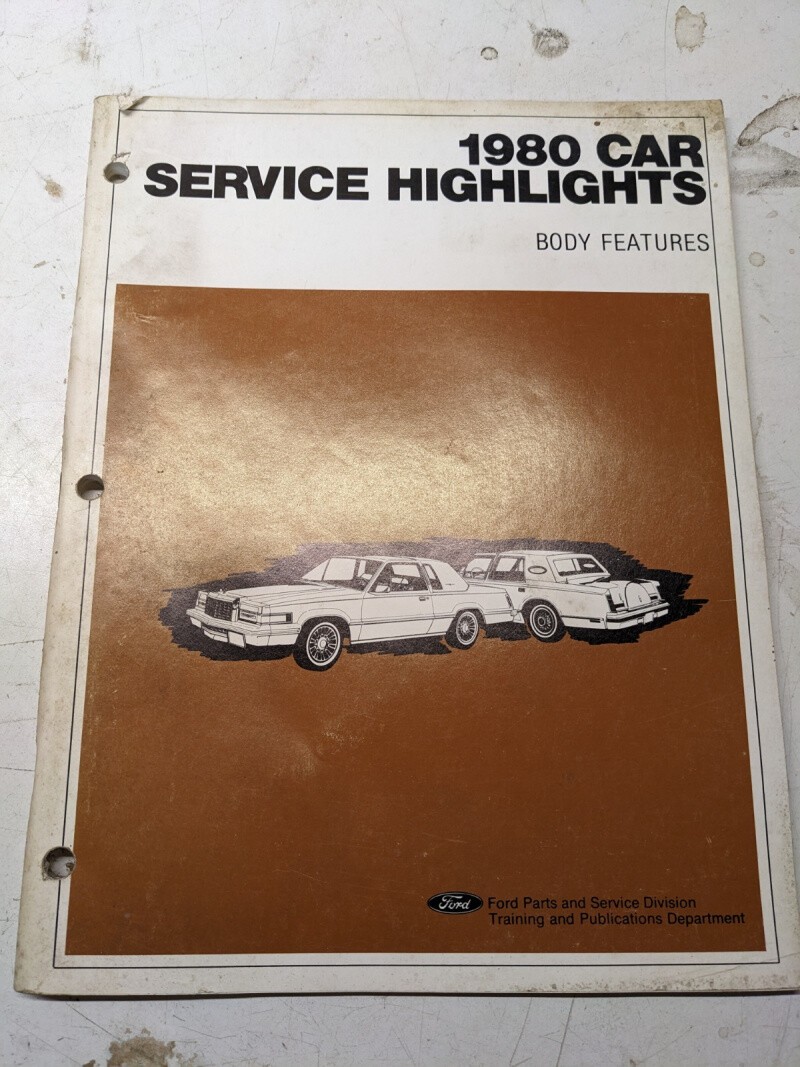 1980 CAR
SERVICE HIGHLIGHTS
BODY FEATURES
Ford Ford Parts and Service Division
Training and Publications Department